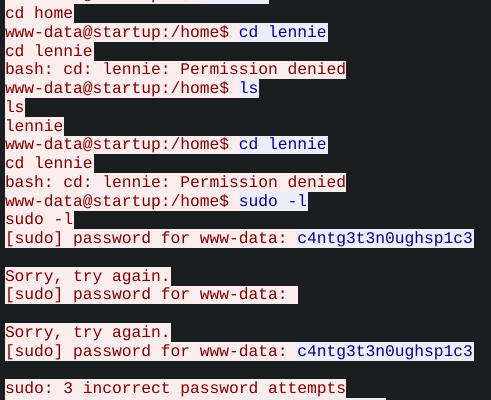 cd home
www-data@startup:/home$ cd lennie
cd lennie
bash: cd: lennie: Permission denied
www-data@startup:/home$ ls
ls
lennie
www-data@startup:/home$ cd lennie
cd lennie
bash: cd: lennie: Permission denied
www-data@startup:/home$ sudo -l
sudo -l
[sudo] password for www-data: c4ntg3t3n0ughsp1c3
Sorry, try again.
[sudo] password for www-data:
Sorry, try again.
[sudo] password for www-data: c4ntg3t3n0ughsp1c3
sudo: 3 incorrect password attempts